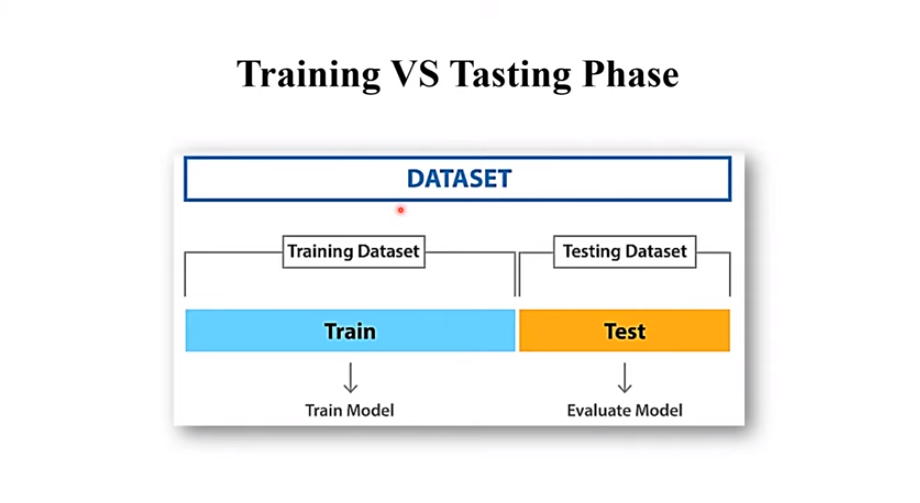 Training VS Tasting Phase
DATASET
Training Dataset
Testing Dataset
Train
Test
Train Model
Evaluate Model